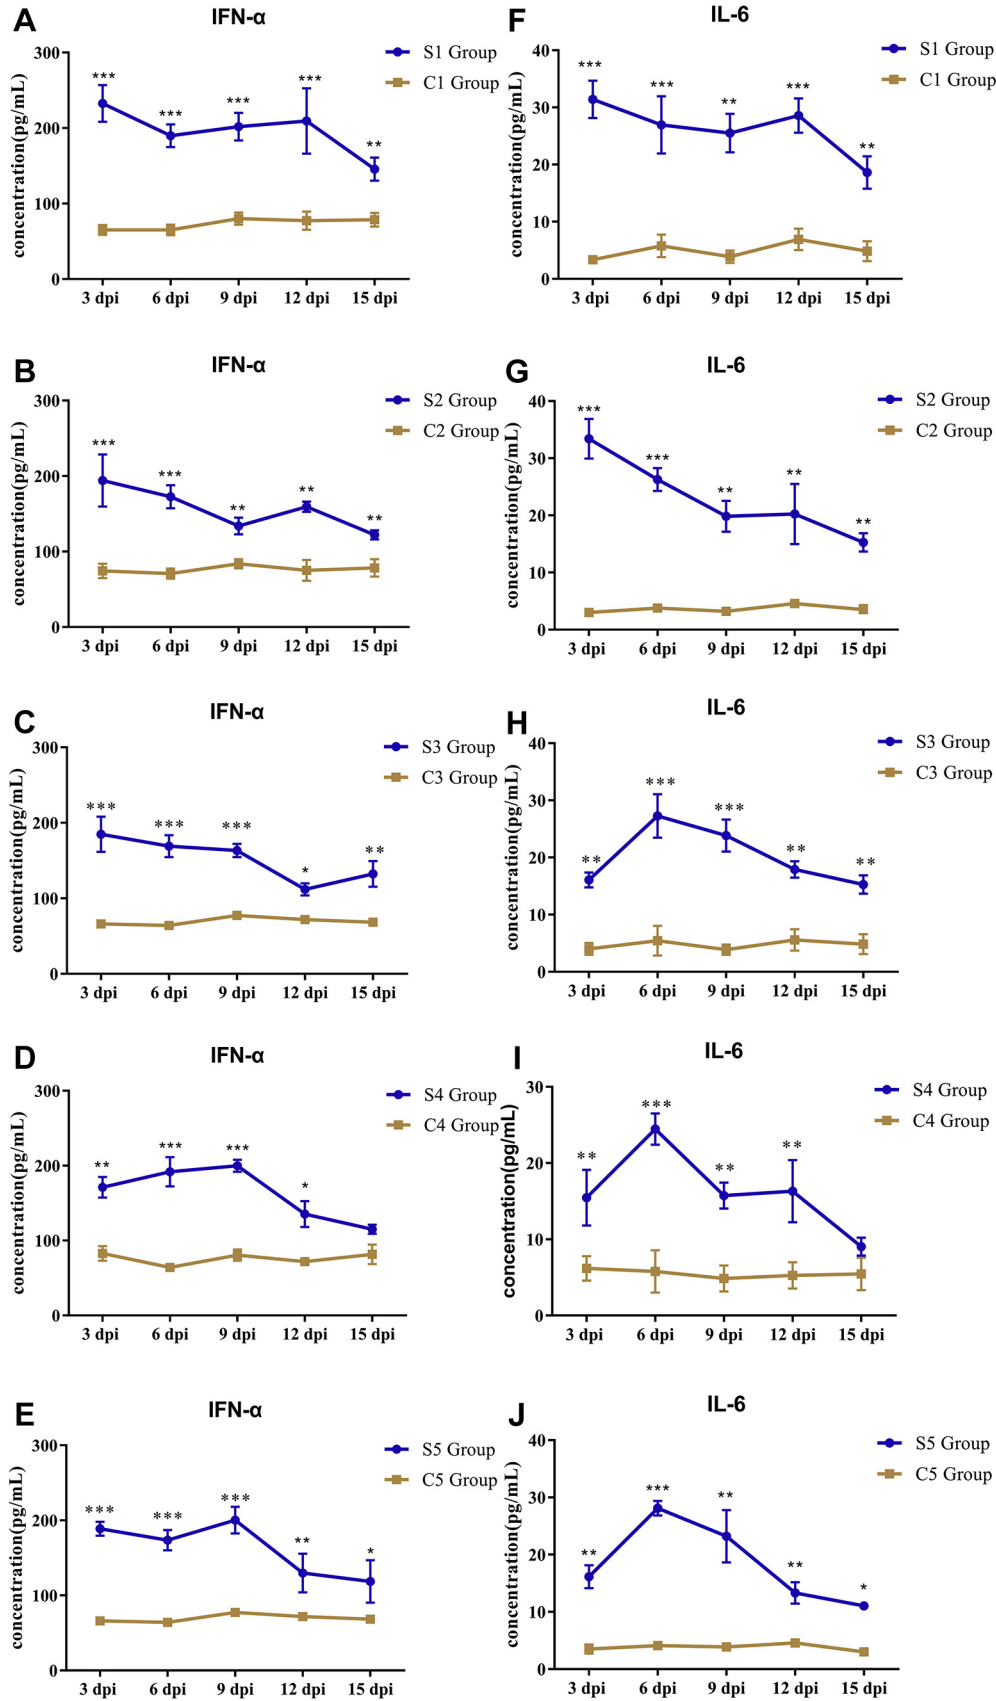 A
IFN-α
S1 Group
C1 Group
concentration(pg/mL)
300
200
100
0
***
***
***
***
**
3 dpi 6 dpi 9 dpi 12 dpi 15 dpi
F
IL-6
S1 Group
C1 Group
concentration(pg/mL)
40
30
20
10
0
***
***
**
***
**
3 dpi 6 dpi 9 dpi 12 dpi 15 dpi
B
IFN-α
S2 Group
C2 Group
concentration(pg/mL)
300
200
100
0
***
***
**
**
**
3 dpi 6 dpi 9 dpi 12 dpi 15 dpi
G
IL-6
S2 Group
C2 Group
concentration(pg/mL)
40
30
20
10
0
***
***
**
**
**
3 dpi 6 dpi 9 dpi 12 dpi 15 dpi
C
IFN-α
S3 Group
C3 Group
concentration(pg/mL)
300
200
100
0
***
***
***
*
**
3 dpi 6 dpi 9 dpi 12 dpi 15 dpi
H
IL-6
S3 Group
C3 Group
concentration(pg/mL)
40
30
20
10
0
**
***
***
**
**
3 dpi 6 dpi 9 dpi 12 dpi 15 dpi
D
IFN-α
S4 Group
C4 Group
concentration(pg/mL)
300
200
100
0
**
***
***
*
3 dpi 6 dpi 9 dpi 12 dpi 15 dpi
I
IL-6
S4 Group
C4 Group
concentration(pg/mL)
30
20
10
0
**
***
**
**
3 dpi 6 dpi 9 dpi 12 dpi 15 dpi
E
IFN-α
S5 Group
C5 Group
concentration(pg/mL)
300
200
100
0
***
***
***
**
*
3 dpi 6 dpi 9 dpi 12 dpi 15 dpi
J
IL-6
S5 Group
C5 Group
concentration(pg/mL)
40
30
20
10
0
**
***
**
**
*
3 dpi 6 dpi 9 dpi 12 dpi 15 dpi